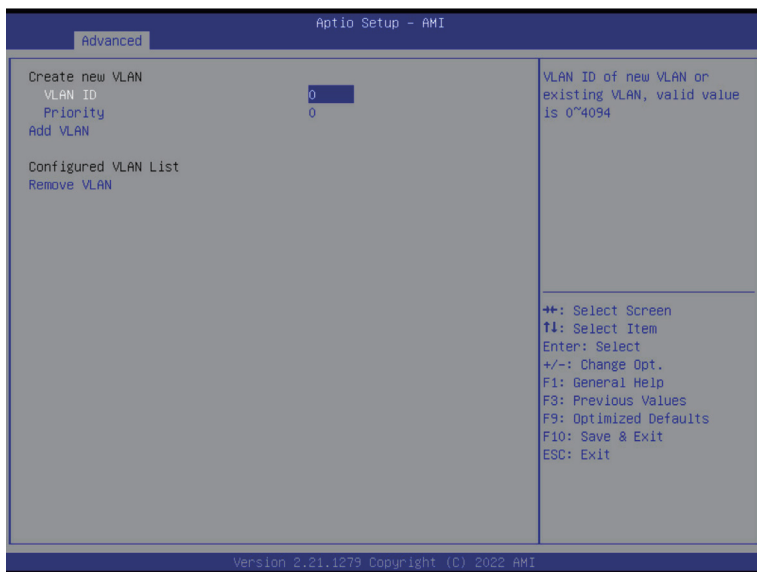 Aptio Setup – AMI
Advanced
Create new VLAN
VLAN ID 0
Priority 0
Add VLAN
Configured VLAN List
Remove VLAN
VLAN ID of new VLAN or
existing VLAN, valid value
is 0~4094
→←: Select Screen
↑↓: Select Item
Enter: Select
+/-: Change Opt.
F1: General Help
F3: Previous Values
F9: Optimized Defaults
F10: Save & Exit
ESC: Exit
Version 2.21.1279 Copyright (C) 2022 AMI